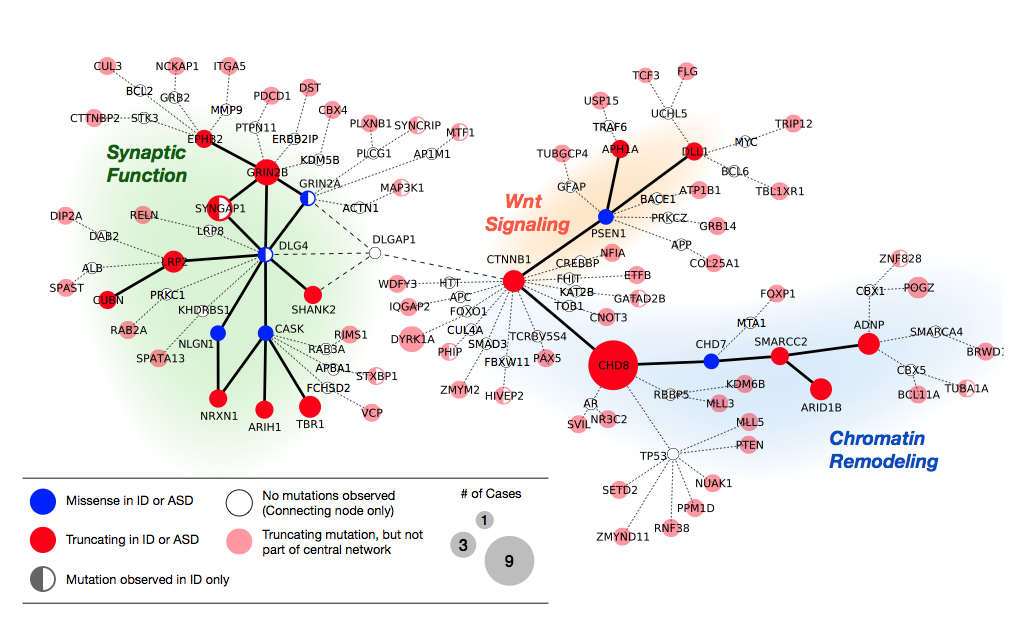 CUL3
NCKAP1
ITGA5
BCL2
GRB2
MMP9
PDCD1
DST
CBX4
CTTNBP2
STK3
EPHB2
PTPN11
ERBB2IP
PLXNB1
SYNCRIP
MTF1
Synaptic
Function
KDM5B
PLCG1
AP1M1
GRIN2B
GRIN2A
MAP3K1
ACTN1
SYNGAP1
DIP2A
RELN
LRP8
DAB2
DLG4
DLGAP1
LRP2
ALB
SPAST
CUBN
PRKC1
KHDRBS1
SHANK2
RAB2A
SPATA13
NLGN1
CASK
RIMS1
RAB3A
APBA1
STXBP1
FCHSD2
VCP
NRXN1
ARIH1
TBR1
TCF3
FLG
USP15
UCHL5
TRAF6
TRIP12
TUBGCP4
APH1A
DLL1
MYC
BCL6
GFAP
TBL1XR1
Wnt
Signaling
BACE1
ATP1B1
PRKCZ
GRB14
PSEN1
APP
COL25A1
CTNNB1
NFIA
CREBBP
FHIT
ETFB
KAT2B
GATAD2B
TOB1
CNOT3
WDFY3
HTT
APC
IQGAP2
FOXO1
DYRK1A
CUL4A
TCRBV5S4
SMAD3
PHIP
FBXW11
PAX5
ZMYM2
HIVEP2
CHD8
ZNF828
CBX1
POGZ
FOXP1
MTA1
ADNP
SMARCA4
CHD7
SMARCC2
BRWD
CBX5
TUBA1A
BCL11A
KDM6B
RBBP5
MLL3
ARID1B
AR
NR3C2
SVIL
MLL5
PTEN
Chromatin
Remodeling
TP53
SETD2
NUAK1
PPM1D
RNF38
ZMYND11
Missense in ID or ASD
Truncating in ID or ASD
Mutation observed in ID only
No mutations observed
(Connecting node only)
Truncating mutation, but not
part of central network
# of Cases
1
3
9